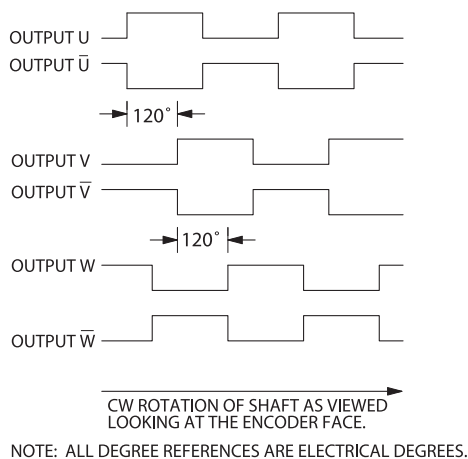 OUTPUT U
OUTPUT U̅
120°
OUTPUT V
OUTPUT V̅
120°
OUTPUT W
OUTPUT W̅
CW ROTATION OF SHAFT AS VIEWED
LOOKING AT THE ENCODER FACE.
NOTE: ALL DEGREE REFERENCES ARE ELECTRICAL DEGREES.